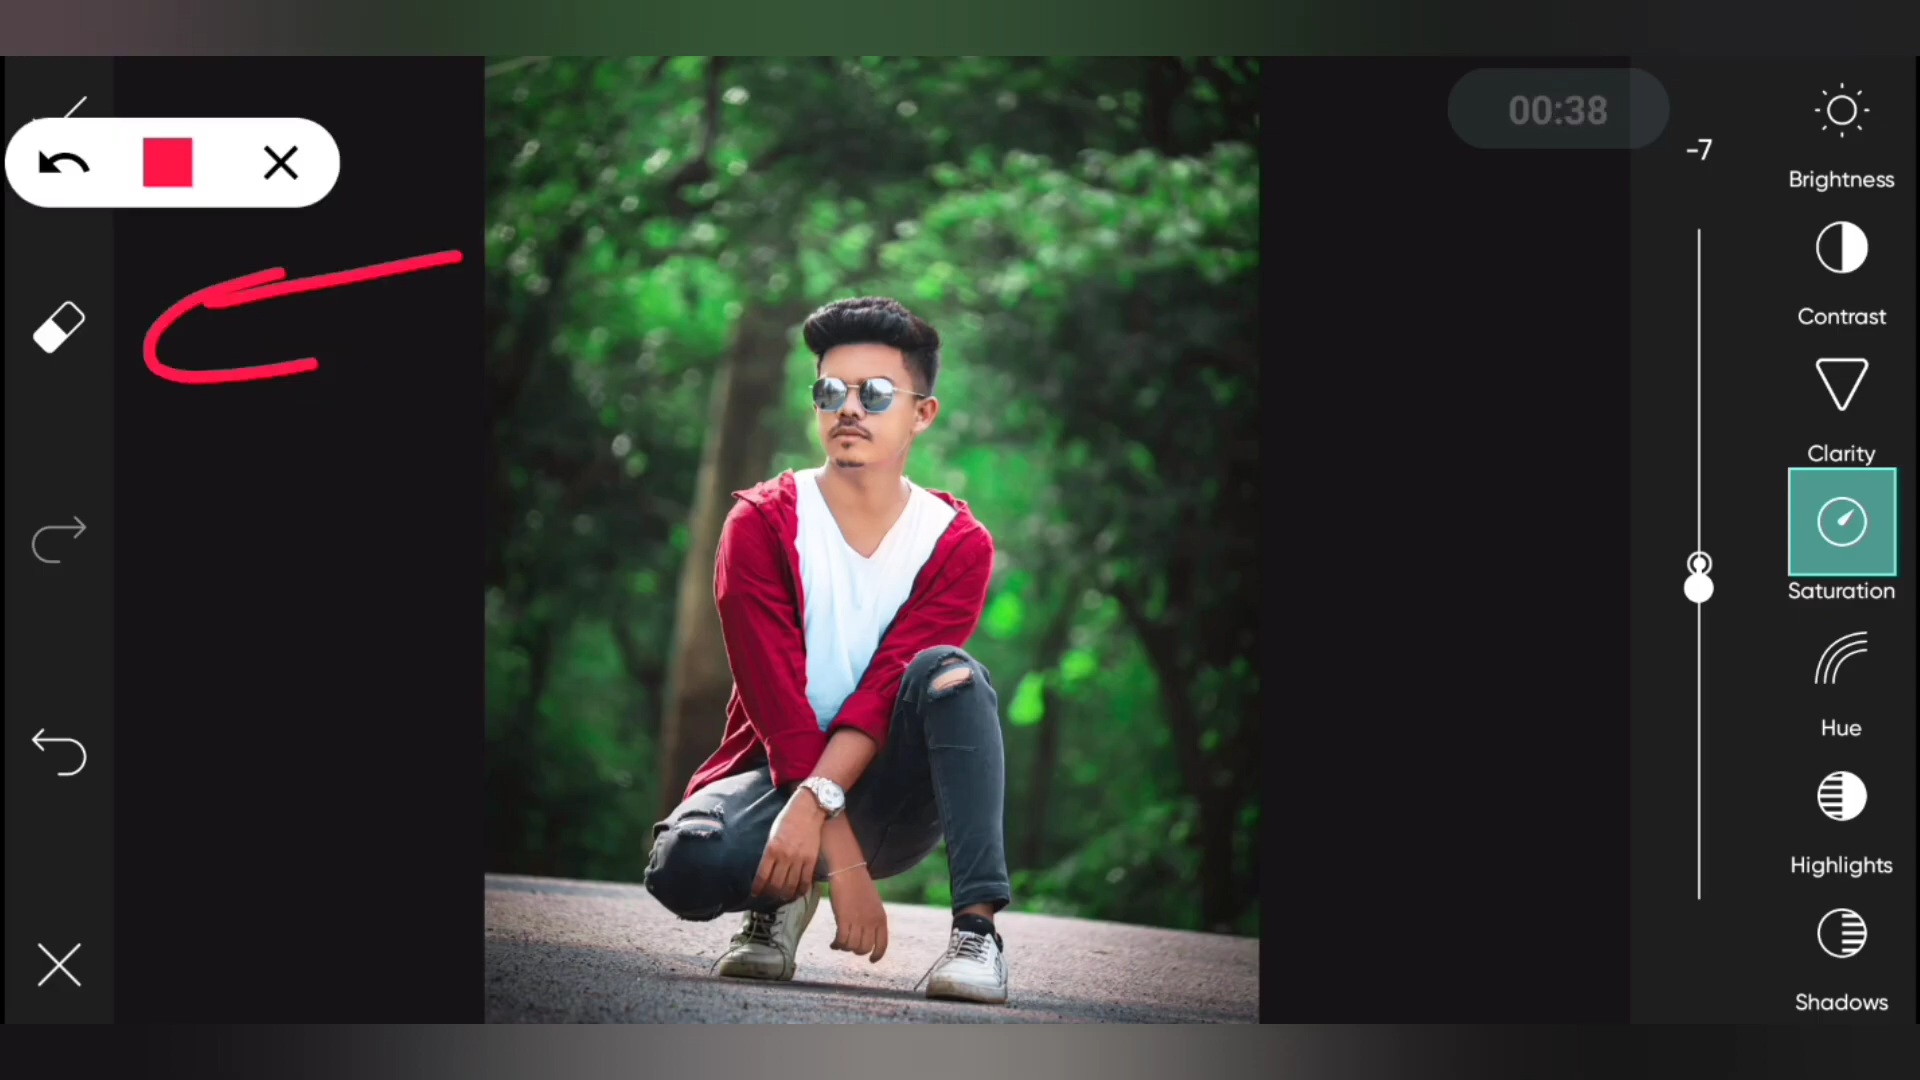 00:38
-7
Brightness
Contrast
Clarity
Saturation
Hue
Highlights
Shadows